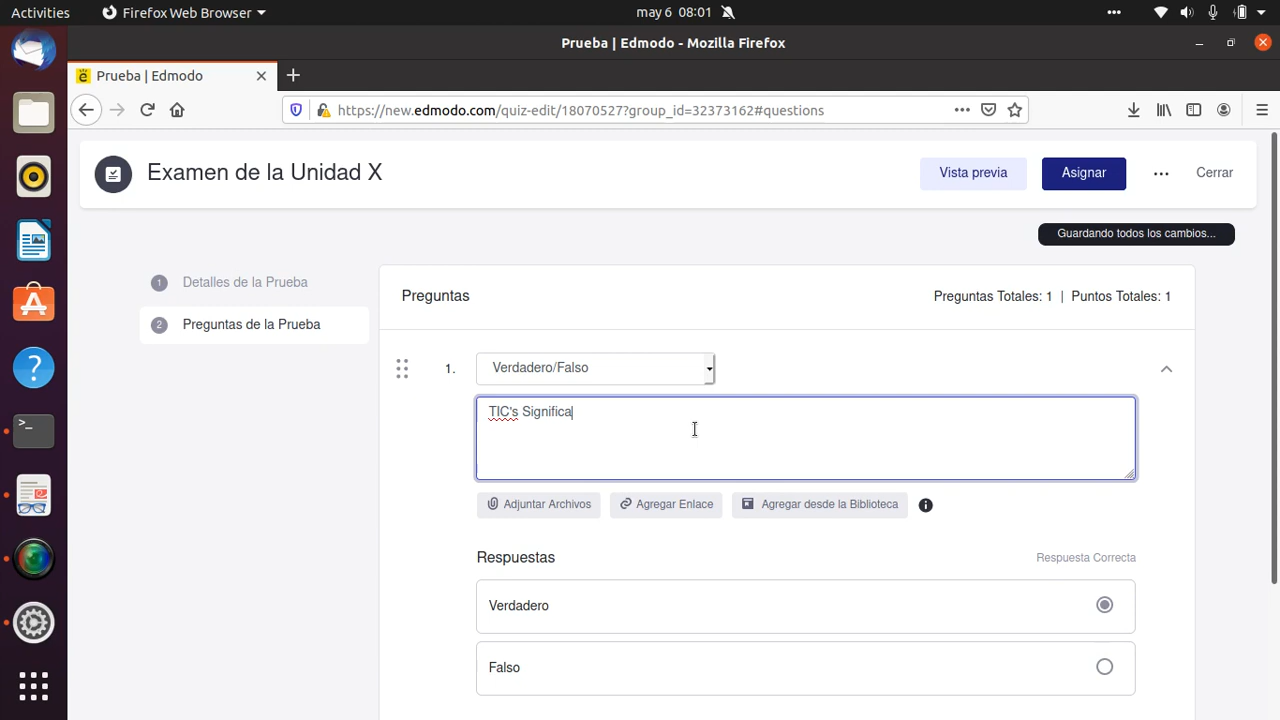 Activities
Firefox Web Browser
may 6 08:01
Prueba | Edmodo - Mozilla Firefox
Prueba | Edmodo
https://new.edmodo.com/quiz-edit/18070527?group_id=32373162#questions
Examen de la Unidad X
Vista previa
Asignar
Cerrar
Guardando todos los cambios...
1 Detalles de la Prueba
2 Preguntas de la Prueba
Preguntas
Preguntas Totales: 1 | Puntos Totales: 1
1. Verdadero/Falso
TIC's Significa
Adjuntar Archivos
Agregar Enlace
Agregar desde la Biblioteca
Respuestas
Respuesta Correcta
Verdadero
Falso